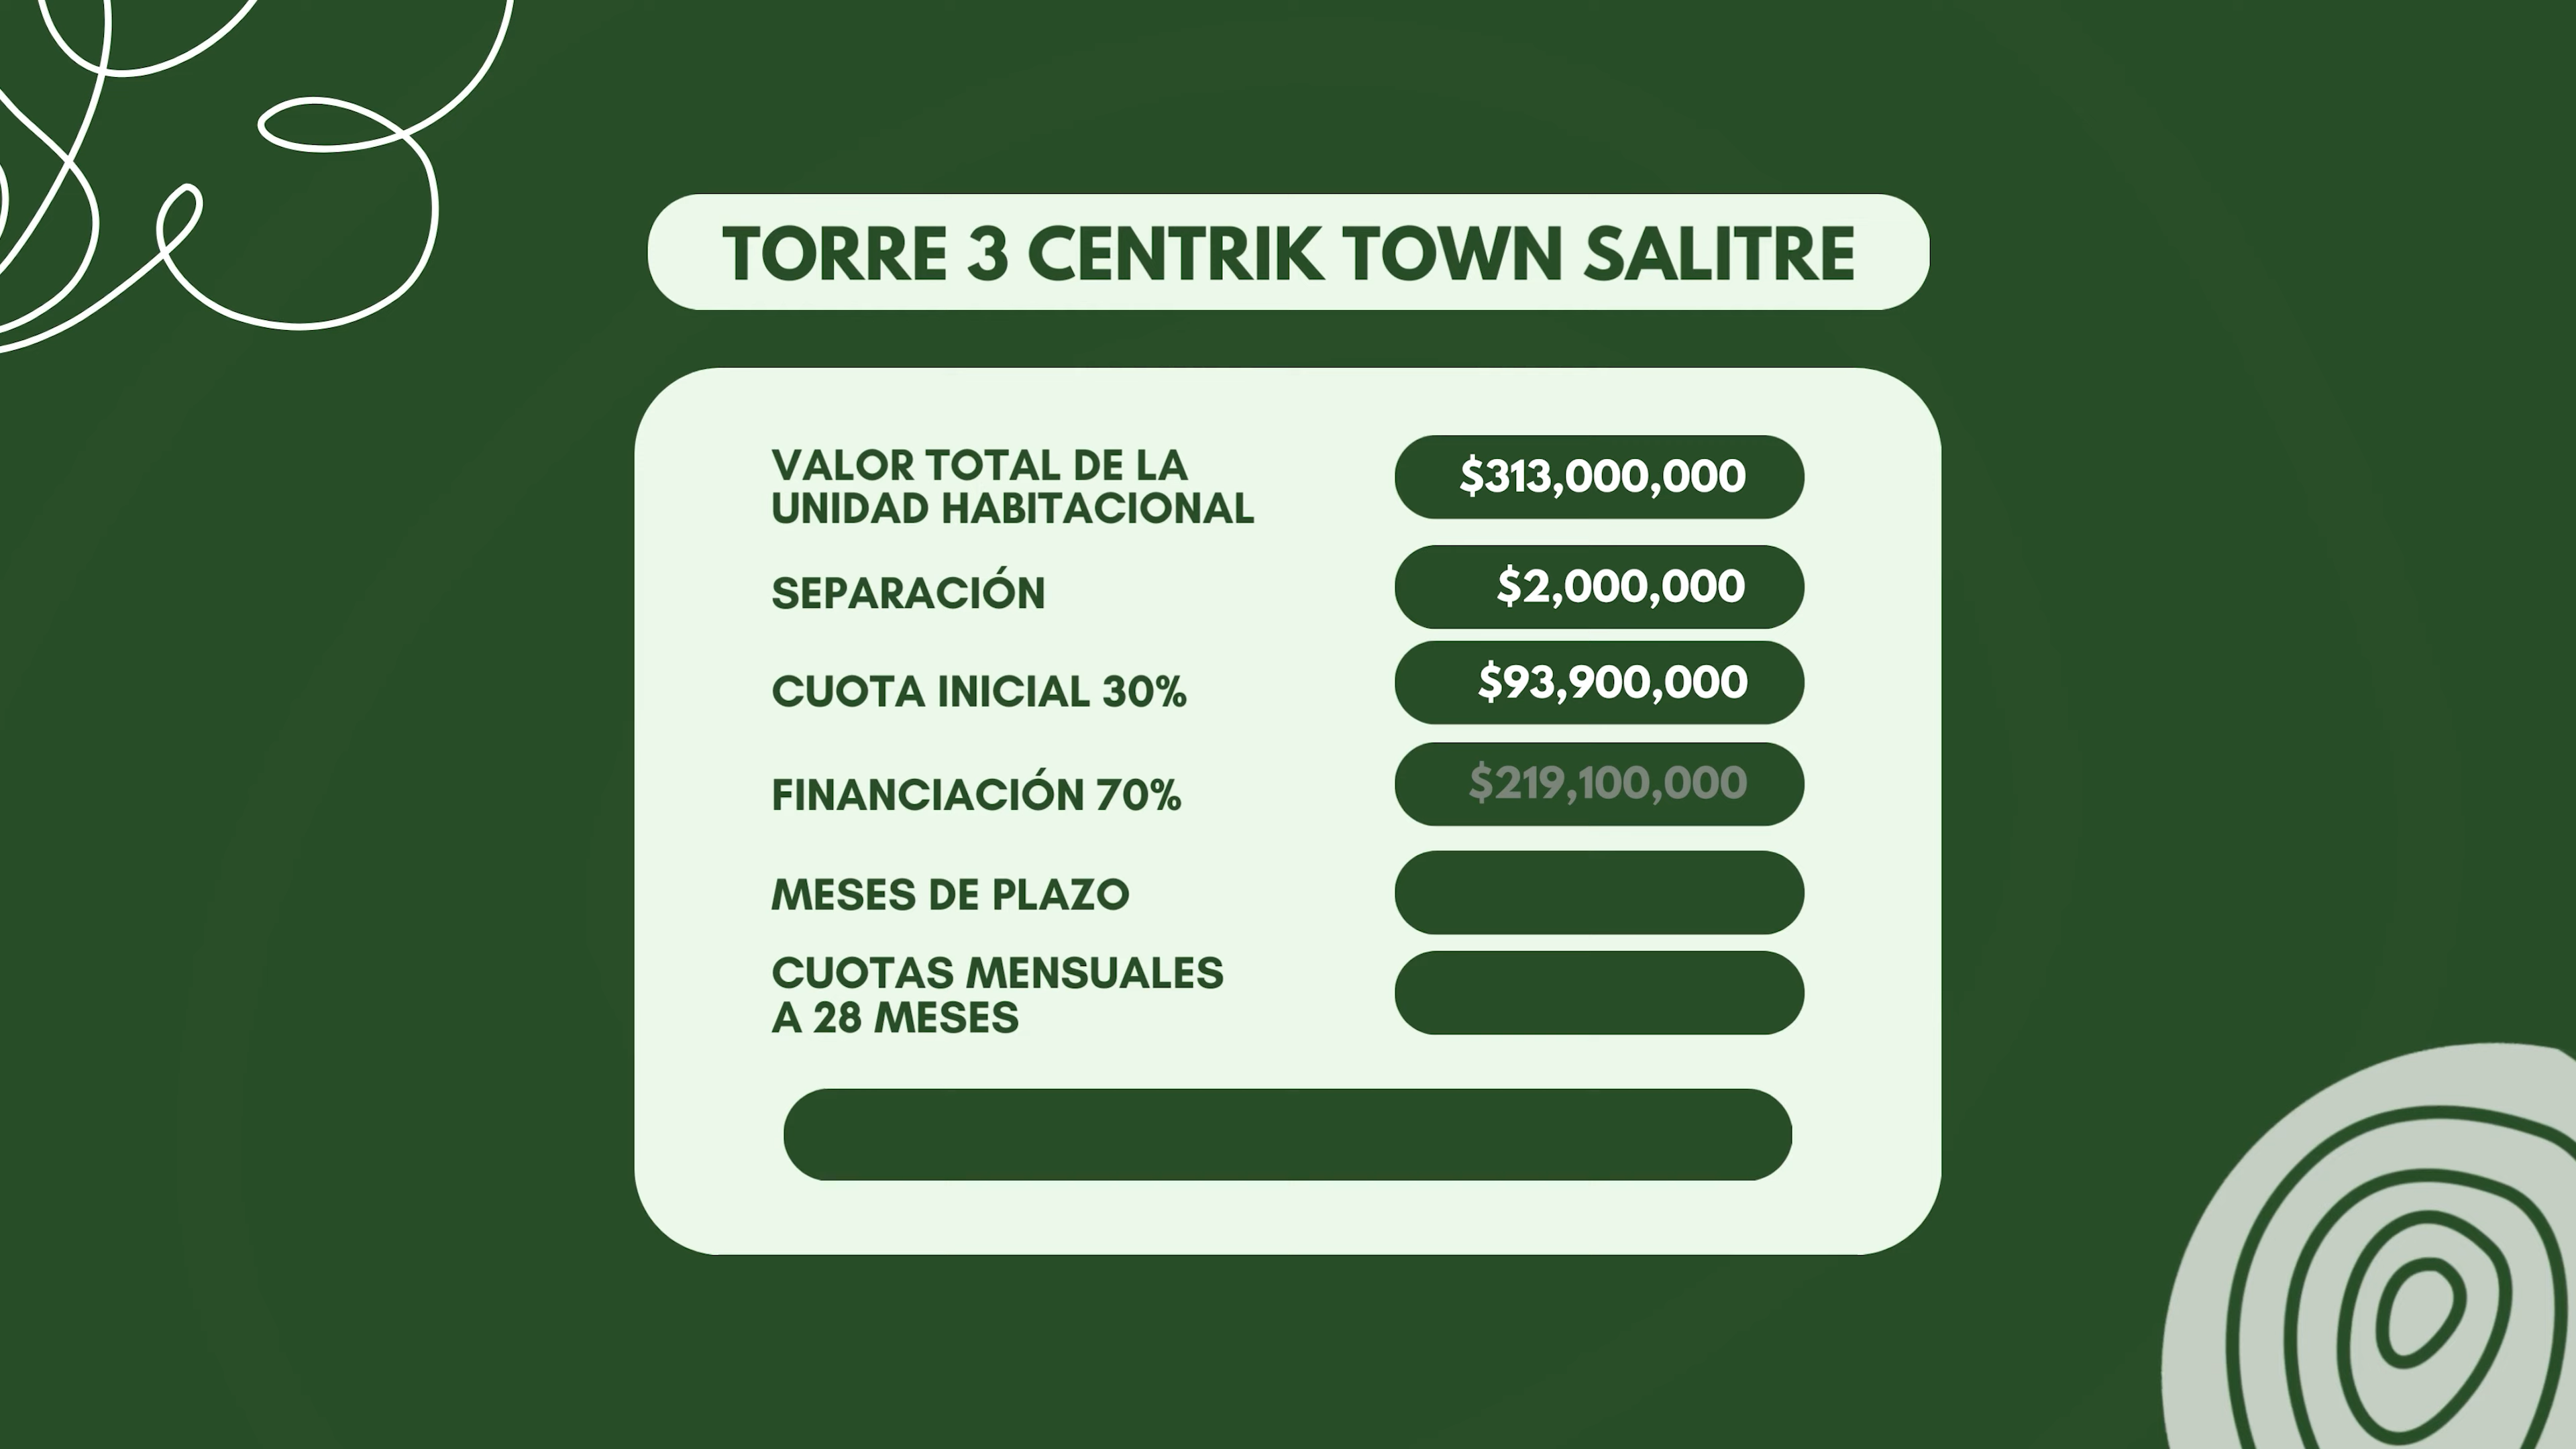 TORRE 3 CENTRIK TOWN SALITRE
VALOR TOTAL DE LA
UNIDAD HABITACIONAL
$313,000,000
SEPARACIÓN
$2,000,000
CUOTA INICIAL 30%
$93,900,000
FINANCIACIÓN 70%
$219,100,000
MESES DE PLAZO
CUOTAS MENSUALES
A 28 MESES